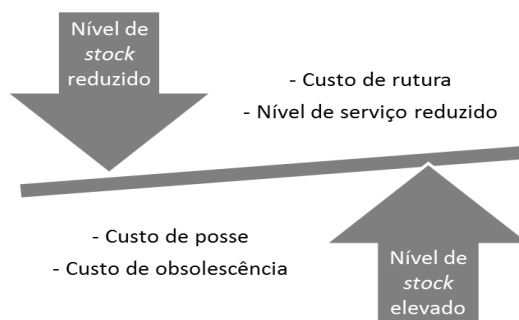 Nível de
stock
reduzido
- Custo de rutura
- Nível de serviço reduzido
- Custo de posse
- Custo de obsolescência
Nível de
stock
elevado